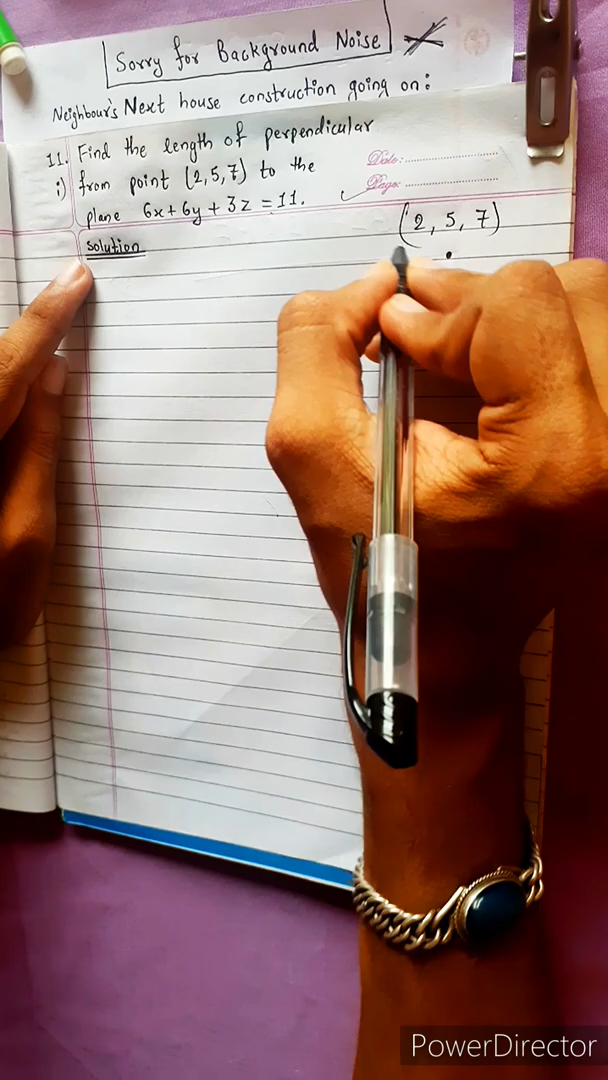 Sorry for Background Noise
Neighbour's Next house construction going on:
11. Find the length of perpendicular
i) from point (2,5,7) to the
plane 6x + 6y + 3z = 11.
Date:
Page:
solution
(2, 5, 7)
PowerDirector